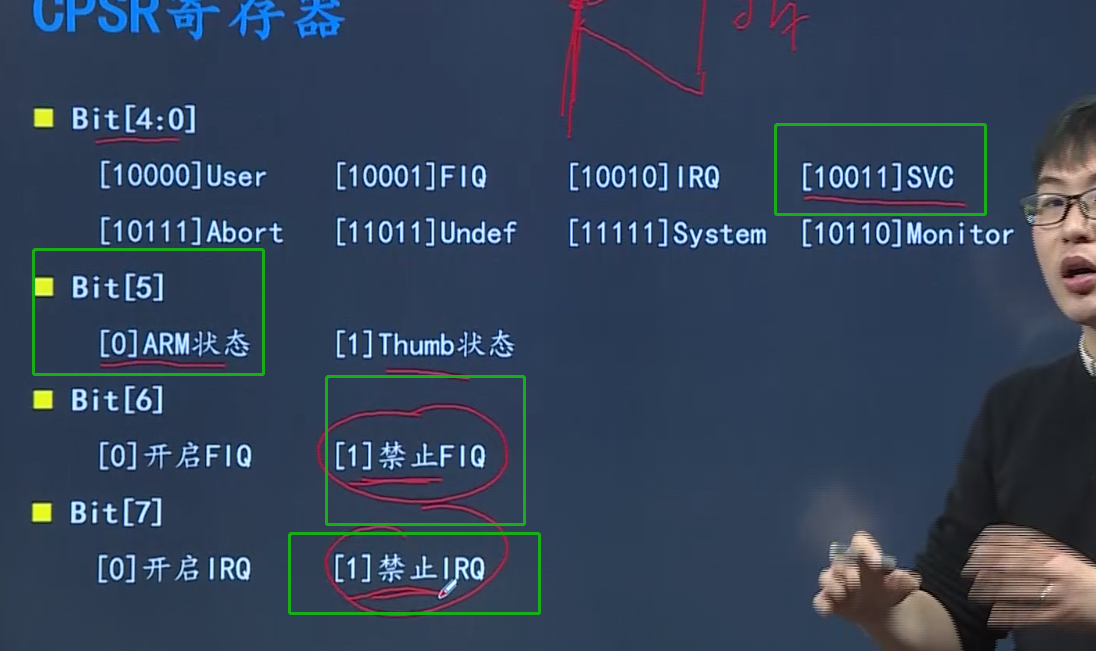 CPSR寄存器
Bit[4:0]
[10000]User [10001]FIQ [10010]IRQ [10011]SVC
[10111]Abort [11011]Undef [11111]System [10110]Monitor
Bit[5]
[0]ARM状态 [1]Thumb状态
Bit[6]
[0]开启FIQ [1]禁止FIQ
Bit[7]
[0]开启IRQ [1]禁止IRQ